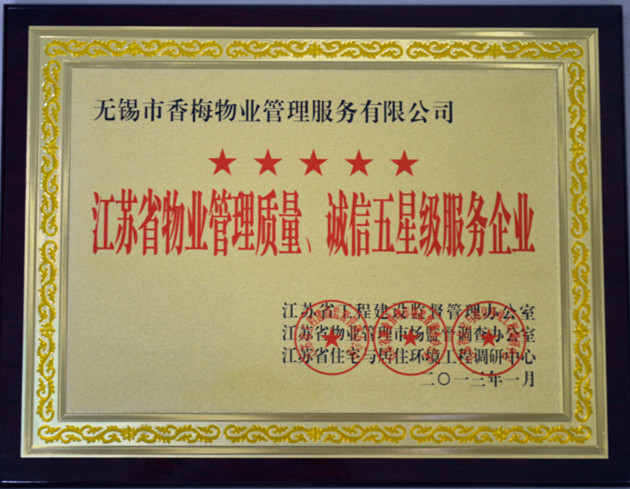 无锡市香梅物业管理服务有限公司
★★★★★
江苏省物业管理质量、诚信五星级服务企业
江苏省工程建设监督管理办公室
江苏省物业管理市场监督调查办公室
江苏省住宅与居住环境工程调研中心
二〇一三年一月